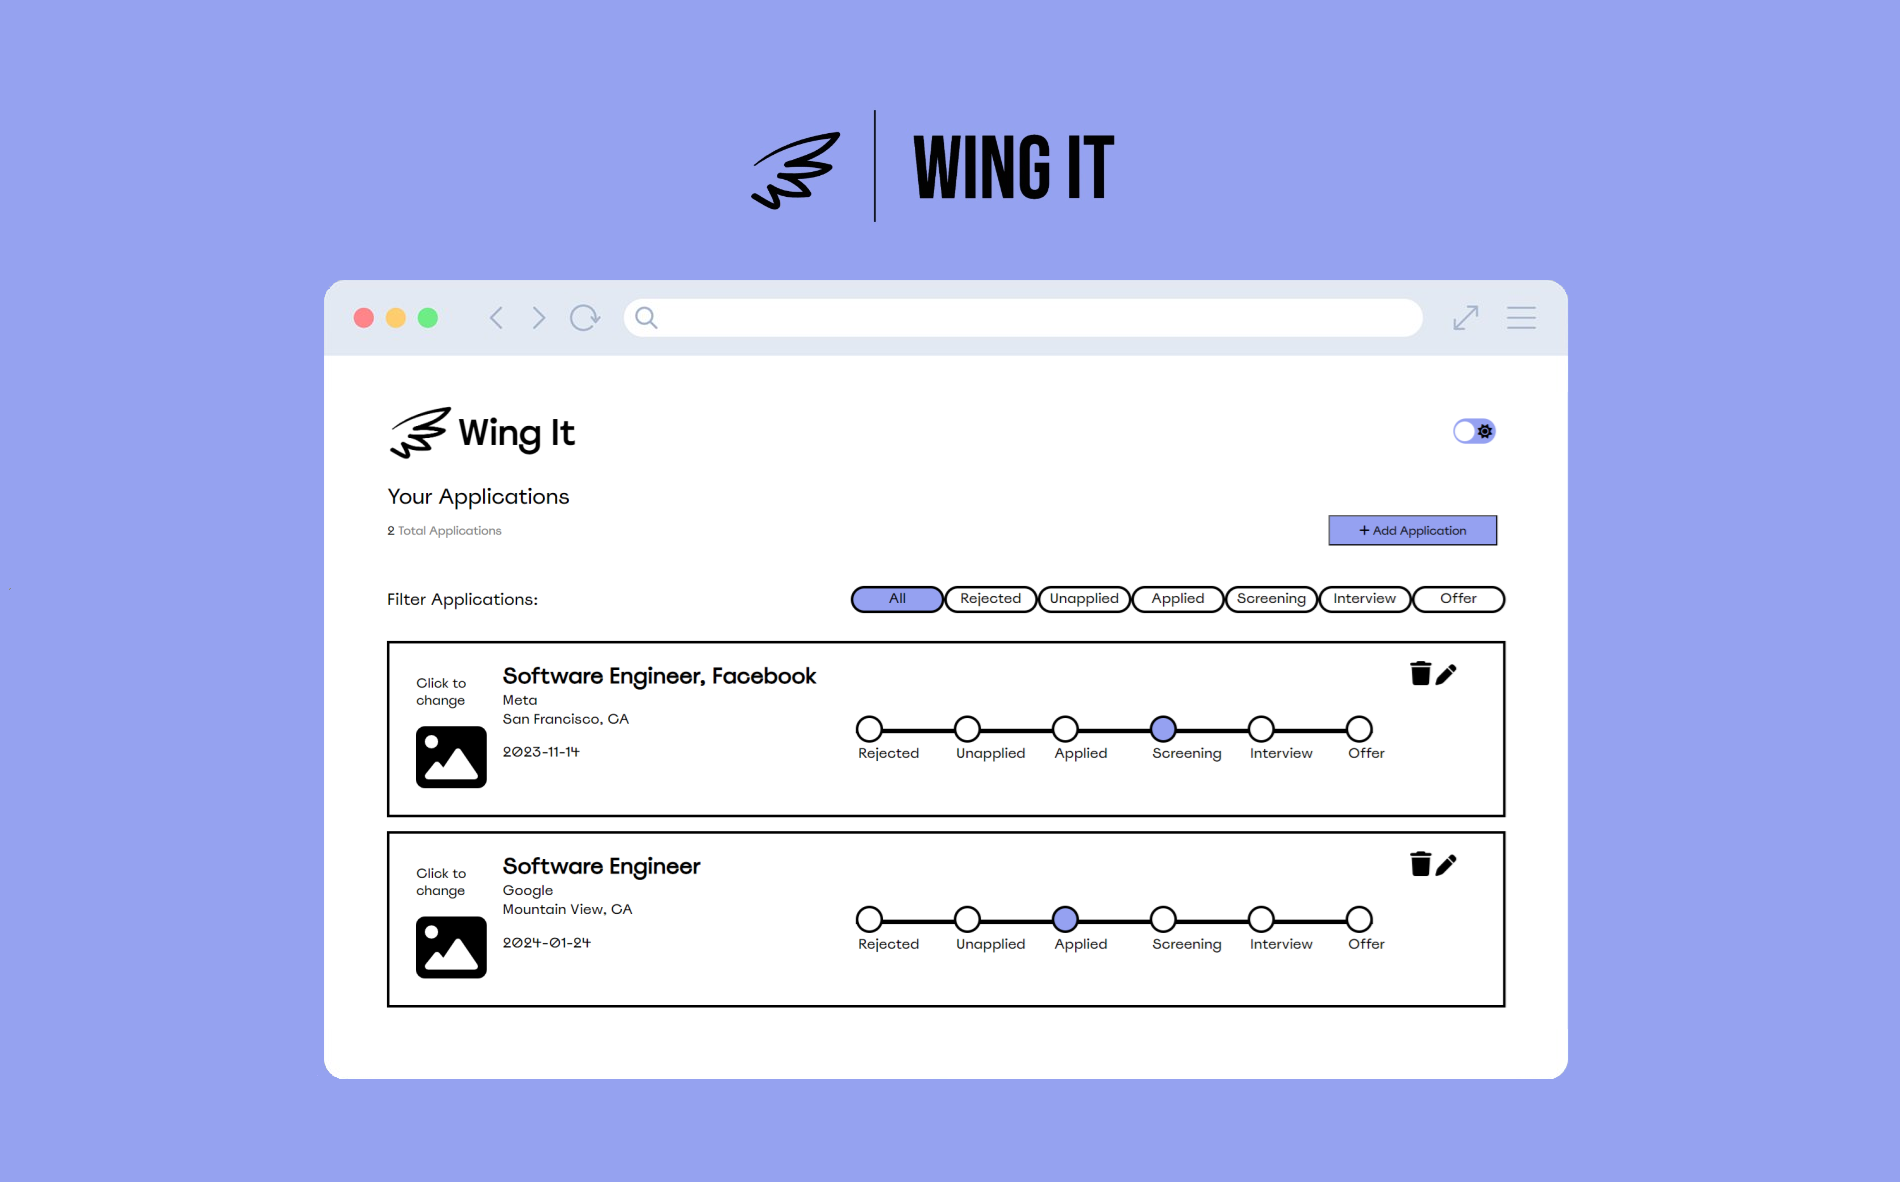 WING IT
Wing It
Your Applications
2 Total Applications
+ Add Application
Filter Applications:
All
Rejected
Unapplied
Applied
Screening
Interview
Offer
Click to
change
Software Engineer, Facebook
Meta
San Francisco, CA
2023-11-14
Rejected
Unapplied
Applied
Screening
Interview
Offer
Click to
change
Software Engineer
Google
Mountain View, CA
2024-01-24
Rejected
Unapplied
Applied
Screening
Interview
Offer